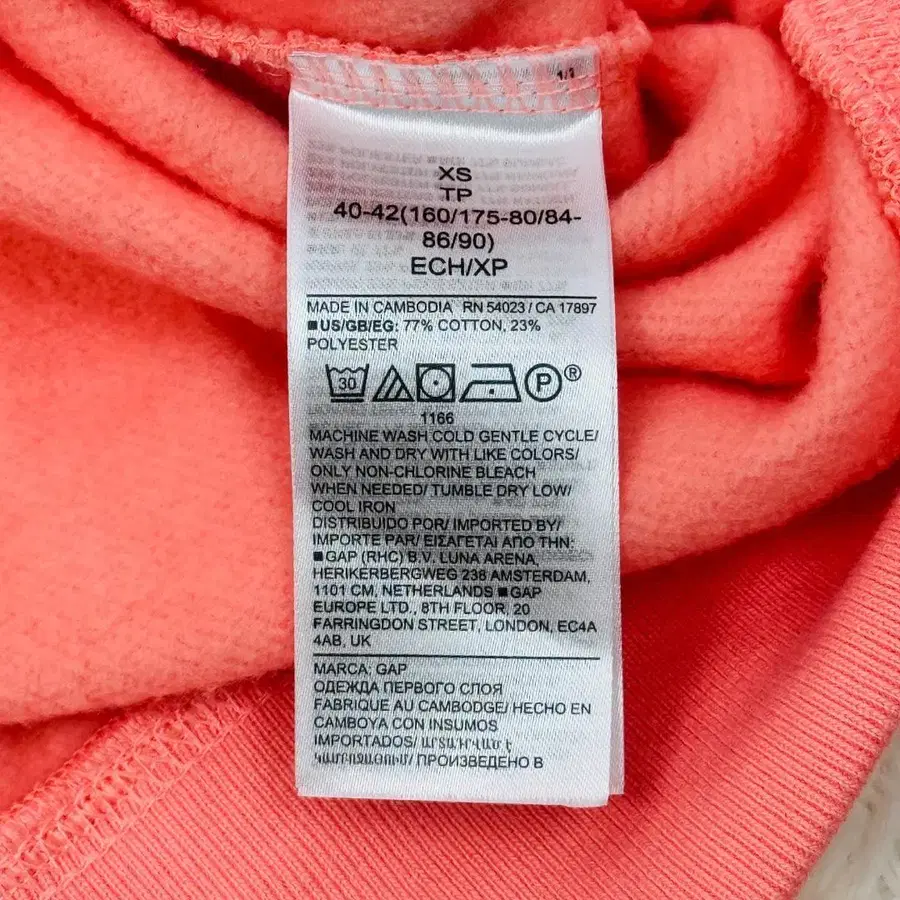 1/3
XS
TP
40-42(160/175-80/84-
86/90)
ECH/XP
MADE IN CAMBODIA RN 54023 / CA 17897
■US/GB/EG: 77% COTTON, 23%
POLYESTER
30 P ®
1166
MACHINE WASH COLD GENTLE CYCLE/
WASH AND DRY WITH LIKE COLORS/
ONLY NON-CHLORINE BLEACH
WHEN NEEDED/ TUMBLE DRY LOW/
COOL IRON
DISTRIBUIDO POR/ IMPORTED BY/
IMPORTE PAR/ ΕΙΣΑΓΕΤΑΙ ΑΠΟ ΤΗΝ:
■GAP (RHC) B.V. LUNA ARENA,
HERIKERBERGWEG 238 AMSTERDAM,
1101 CM, NETHERLANDS ■GAP
EUROPE LTD., 8TH FLOOR, 20
FARRINGDON STREET, LONDON, EC4A
4AB, UK
MARCA: GAP
ОДЕЖДА ПЕРВОГО СЛОЯ
FABRIQUE AU CAMBODGE/ HECHO EN
CAMBOYA CON INSUMOS
IMPORTADOS/ ԱՐՏԱԴՐՎԱԾ Է
ԿԱՄԲՈՋԱՅՈՒՄ/ ПРОИЗВЕДЕНО В